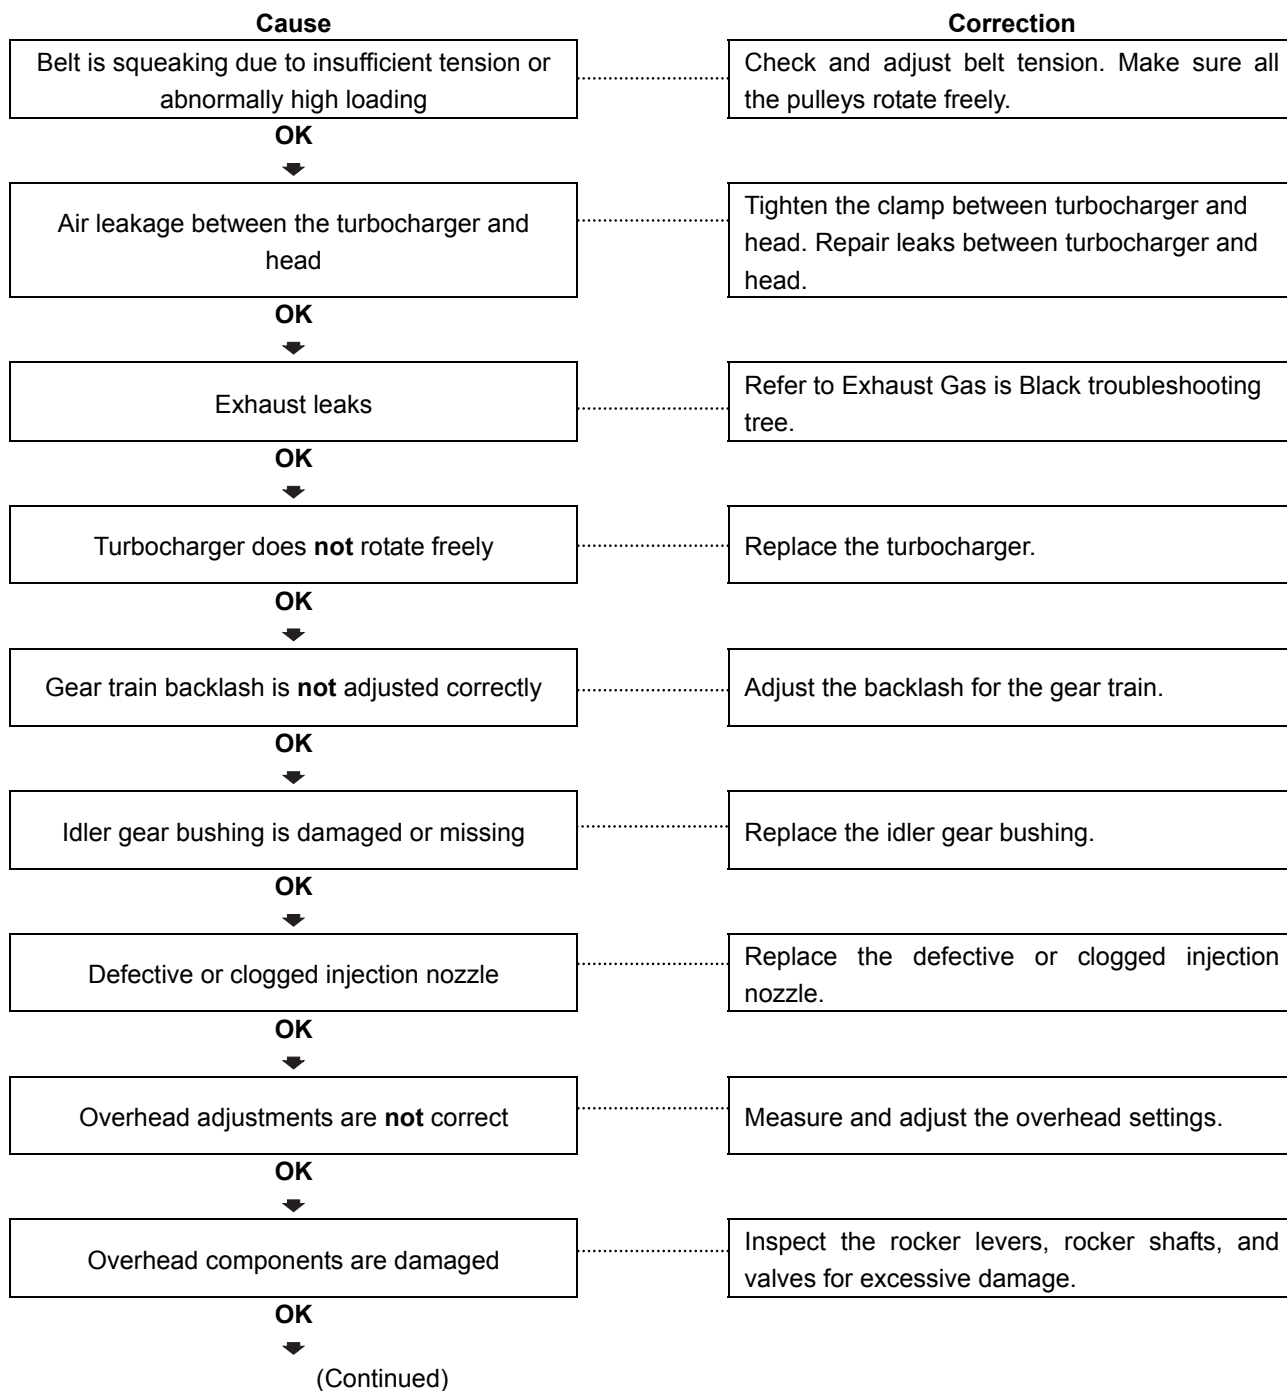 Cause
Correction
Belt is squeaking due to insufficient tension or
abnormally high loading
Check and adjust belt tension. Make sure all
the pulleys rotate freely.
OK
Air leakage between the turbocharger and
head
Tighten the clamp between turbocharger and
head. Repair leaks between turbocharger and
head.
OK
Exhaust leaks
Refer to Exhaust Gas is Black troubleshooting
tree.
OK
Turbocharger does not rotate freely
Replace the turbocharger.
OK
Gear train backlash is not adjusted correctly
Adjust the backlash for the gear train.
OK
Idler gear bushing is damaged or missing
Replace the idler gear bushing.
OK
Defective or clogged injection nozzle
Replace the defective or clogged injection
nozzle.
OK
Overhead adjustments are not correct
Measure and adjust the overhead settings.
OK
Overhead components are damaged
Inspect the rocker levers, rocker shafts, and
valves for excessive damage.
OK
(Continued)